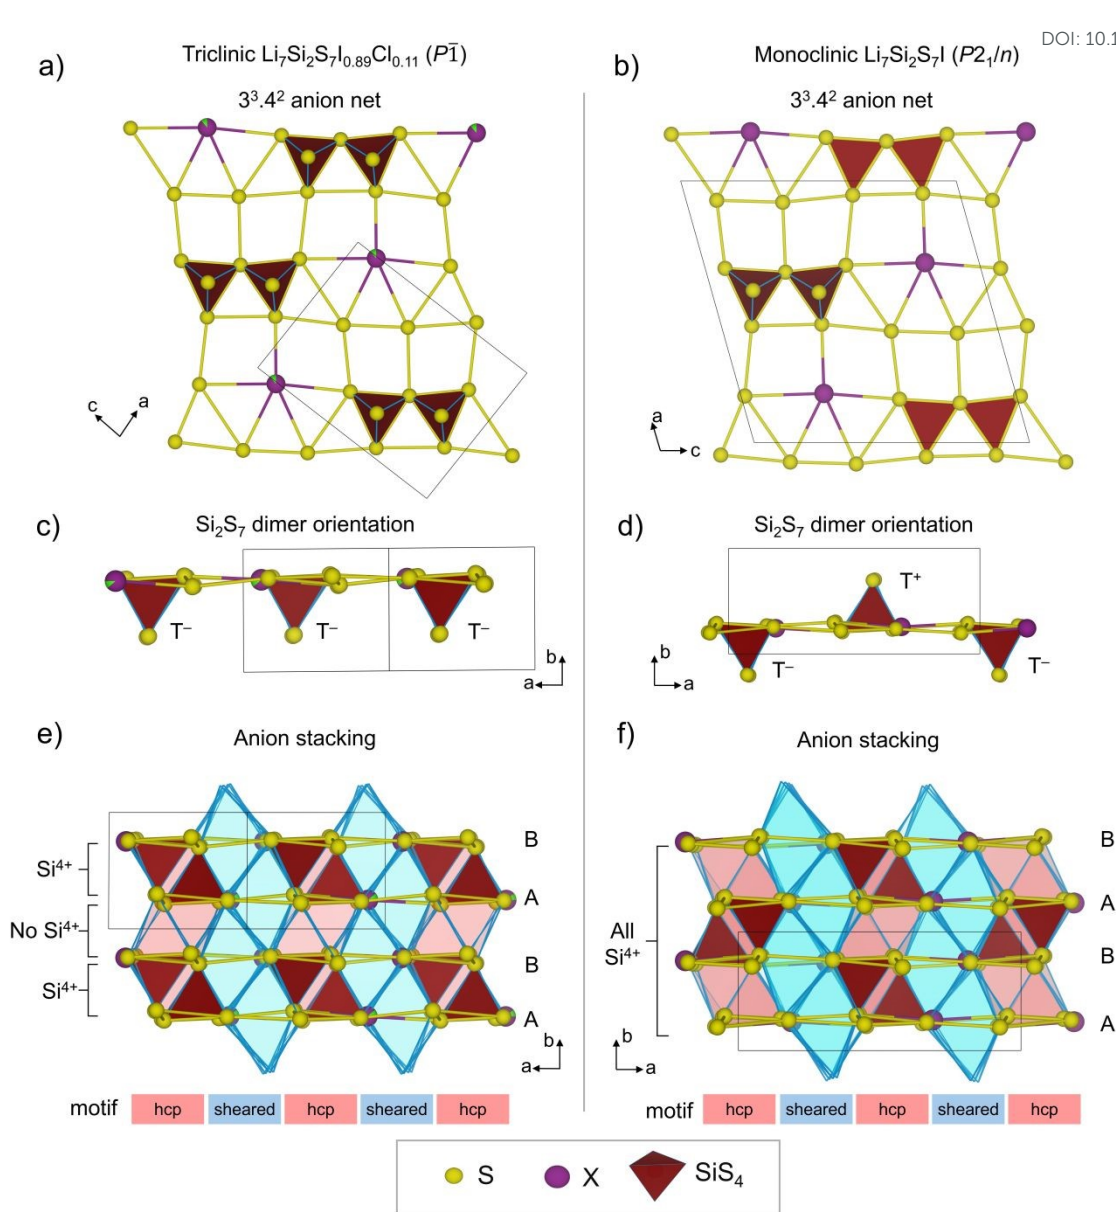 DOI: 10.1
a)
Triclinic Li₇Si₂S₇I₀.₈₉Cl₀.₁₁ (P1̅)
3³.4² anion net
c
a
b)
Monoclinic Li₇Si₂S₇I (P2₁/n)
3³.4² anion net
a
c
c)
Si₂S₇ dimer orientation
T⁻
T⁻
T⁻
b
a
d)
Si₂S₇ dimer orientation
T⁺
T⁻
T⁻
b
a
e)
Anion stacking
B
Si⁴⁺
A
No Si⁴⁺
B
Si⁴⁺
A
b
a
motif hcp sheared hcp sheared hcp
f)
Anion stacking
B
A
All
Si⁴⁺
B
A
b
a
motif hcp sheared hcp sheared hcp
S X SiS₄